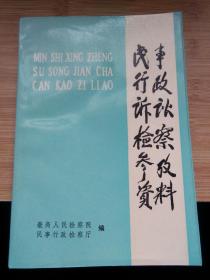 MIN SHI XING ZHENG
SU SONG JIAN CHA
CAN KAO ZI LIAO
民行诉检参资
事政讼察考料
最高人民检察院
民事行政检察厅
编